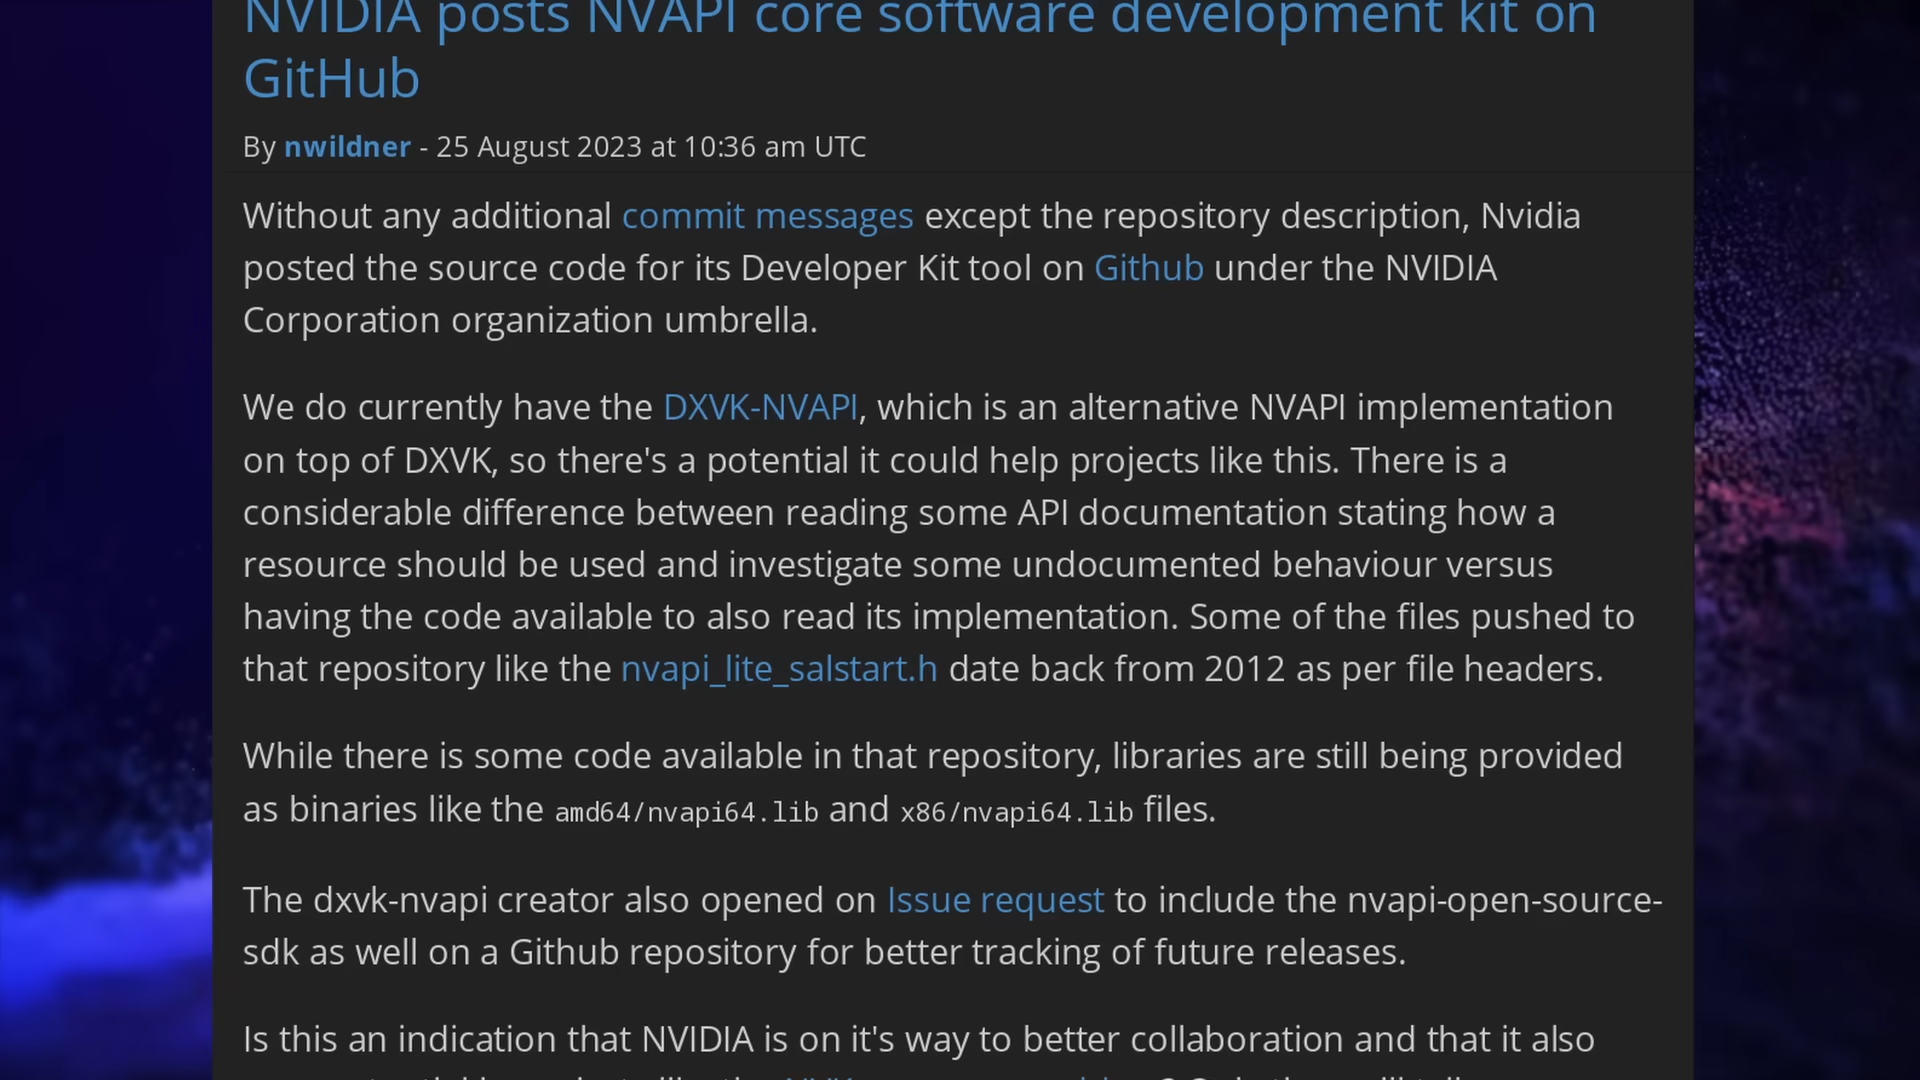 NVIDIA posts NVAPI core software development kit on
GitHub
By nwildner - 25 August 2023 at 10:36 am UTC
Without any additional commit messages except the repository description, Nvidia
posted the source code for its Developer Kit tool on Github under the NVIDIA
Corporation organization umbrella.
We do currently have the DXVK-NVAPI, which is an alternative NVAPI implementation
on top of DXVK, so there's a potential it could help projects like this. There is a
considerable difference between reading some API documentation stating how a
resource should be used and investigate some undocumented behaviour versus
having the code available to also read its implementation. Some of the files pushed to
that repository like the nvapi_lite_salstart.h date back from 2012 as per file headers.
While there is some code available in that repository, libraries are still being provided
as binaries like the amd64/nvapi64.lib and x86/nvapi64.lib files.
The dxvk-nvapi creator also opened on Issue request to include the nvapi-open-source-
sdk as well on a Github repository for better tracking of future releases.
Is this an indication that NVIDIA is on it's way to better collaboration and that it also